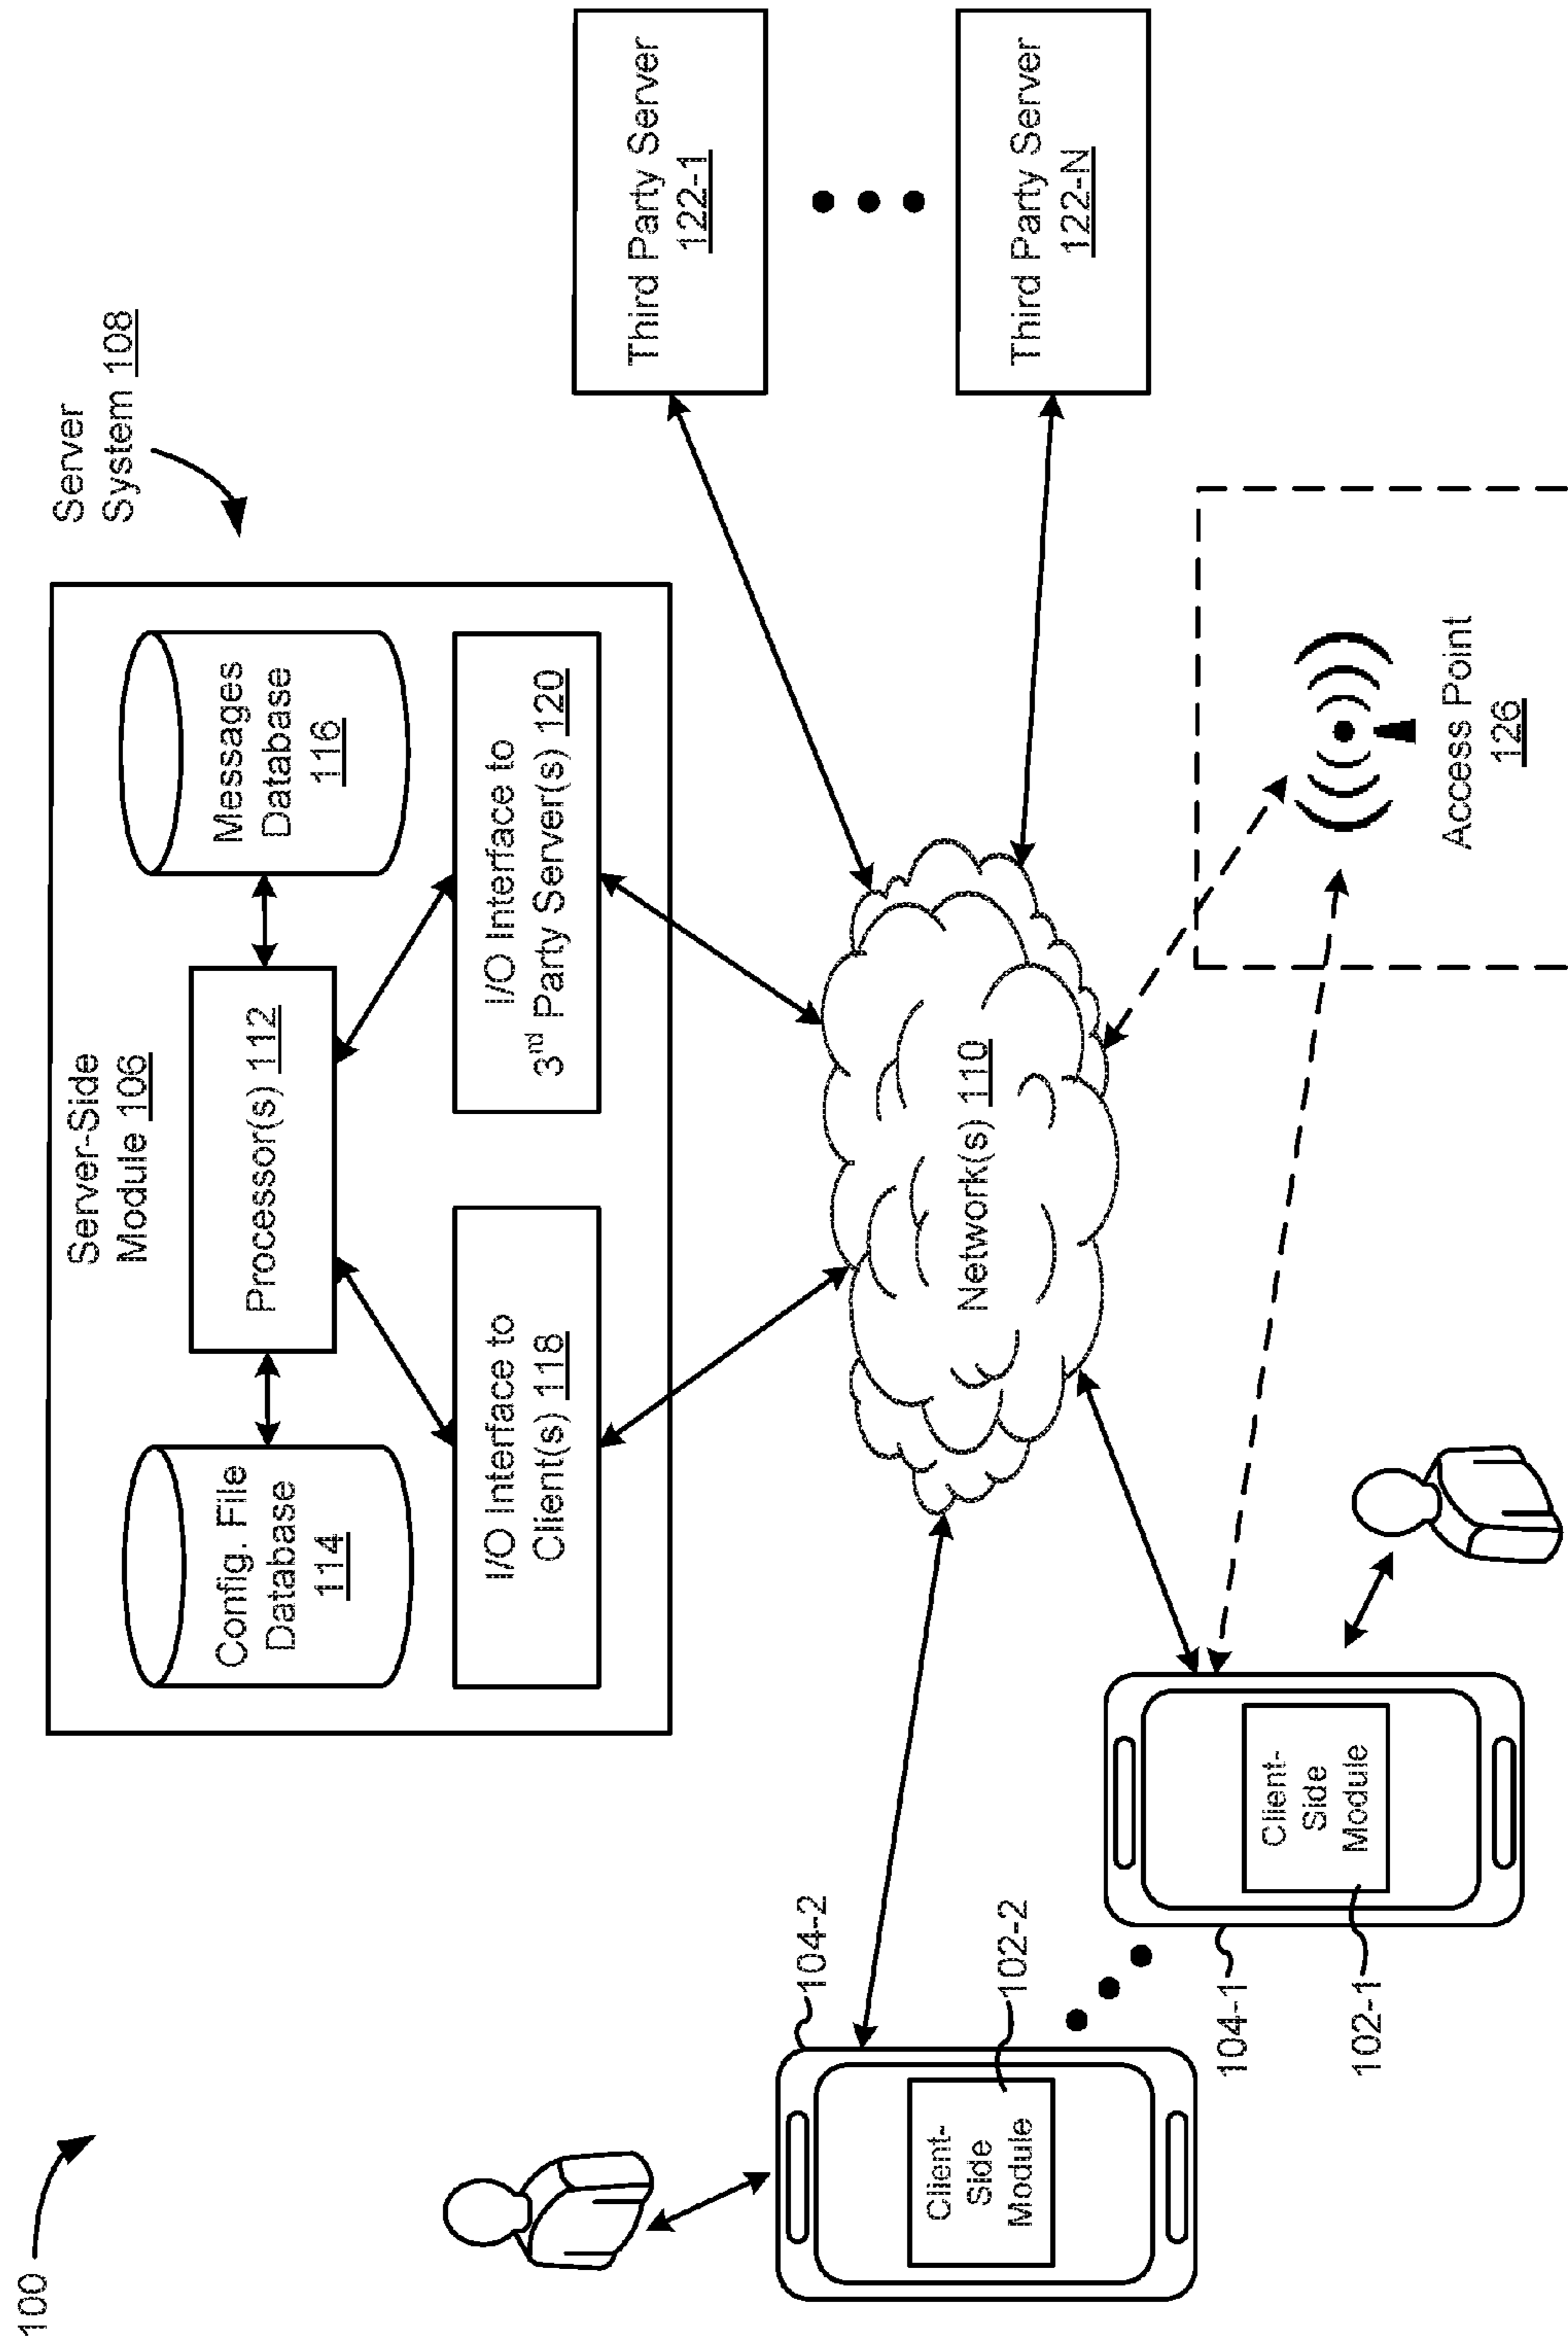 100
Server
System 108
Server-Side
Module 106
Config. File
Database
114
Processor(s) 112
Messages
Database
116
I/O Interface to
Client(s) 118
I/O Interface to
3rd Party Server(s) 120
Third Party Server
122-1
Third Party Server
122-N
Network(s) 110
104-2
Client-
Side
Module
102-2
104-1
Client-
Side
Module
102-1
Access Point
126